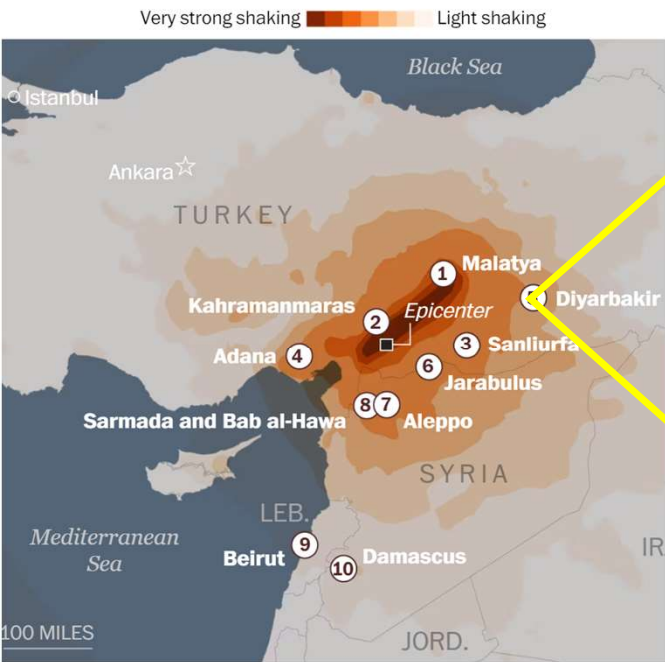 Very strong shaking Light shaking
Black Sea
Istanbul
Ankara
TURKEY
1 Malatya
5 Diyarbakir
Kahramanmaras 2 Epicenter
Adana 4 3 Sanliurfa
6
Jarabulus
8 7
Sarmada and Bab al-Hawa Aleppo
SYRIA
LEB.
Mediterranean
Sea
Beirut 9
10 Damascus
IR
100 MILES
JORD.